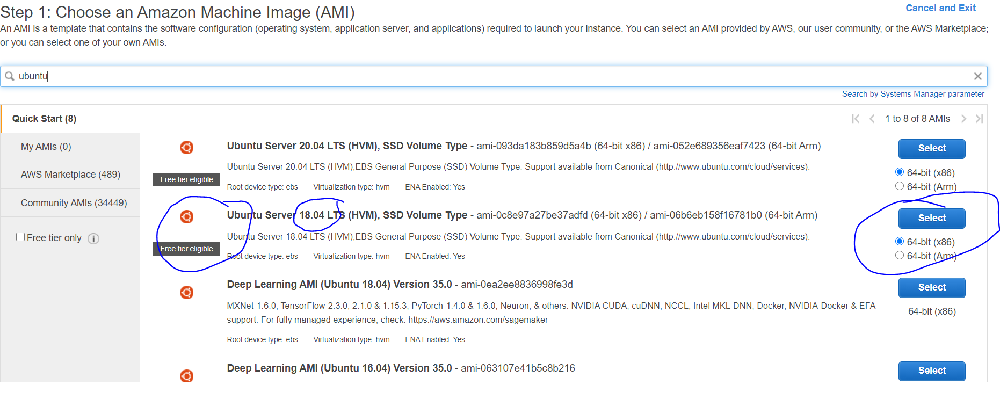 Step 1: Choose an Amazon Machine Image (AMI)
Cancel and Exit
An AMI is a template that contains the software configuration (operating system, application server, and applications) required to launch your instance. You can select an AMI provided by AWS, our user community, or the AWS Marketplace;
or you can select one of your own AMIs.
ubuntu
Search by Systems Manager parameter
Quick Start (8)
1 to 8 of 8 AMIs
My AMIs (0)
AWS Marketplace (489)
Community AMIs (34449)
Free tier only
Ubuntu Server 20.04 LTS (HVM), SSD Volume Type - ami-093da183b859d5a4b (64-bit x86) / ami-052e689356eaf7423 (64-bit Arm)
Select
Ubuntu Server 20.04 LTS (HVM),EBS General Purpose (SSD) Volume Type. Support available from Canonical (http://www.ubuntu.com/cloud/services).
Free tier eligible
64-bit (x86)
Root device type: ebs Virtualization type: hvm ENA Enabled: Yes
64-bit (Arm)
Ubuntu Server 18.04 LTS (HVM), SSD Volume Type - ami-0c8e97a27be37adfd (64-bit x86) / ami-06b6eb158f16781b0 (64-bit Arm)
Select
Ubuntu Server 18.04 LTS (HVM),EBS General Purpose (SSD) Volume Type. Support available from Canonical (http://www.ubuntu.com/cloud/services).
Free tier eligible
64-bit (x86)
Root device type: ebs Virtualization type: hvm ENA Enabled: Yes
64-bit (Arm)
Deep Learning AMI (Ubuntu 18.04) Version 35.0 - ami-0ea2ee8836998fe3d
Select
MXNet-1.6.0, TensorFlow-2.3.0, 2.1.0 & 1.15.3, PyTorch-1.4.0 & 1.6.0, Neuron, & others. NVIDIA CUDA, cuDNN, NCCL, Intel MKL-DNN, Docker, NVIDIA-Docker & EFA
support. For fully managed experience, check: https://aws.amazon.com/sagemaker
64-bit (x86)
Root device type: ebs Virtualization type: hvm ENA Enabled: Yes
Deep Learning AMI (Ubuntu 16.04) Version 35.0 - ami-063107e41b5c8b216
Select